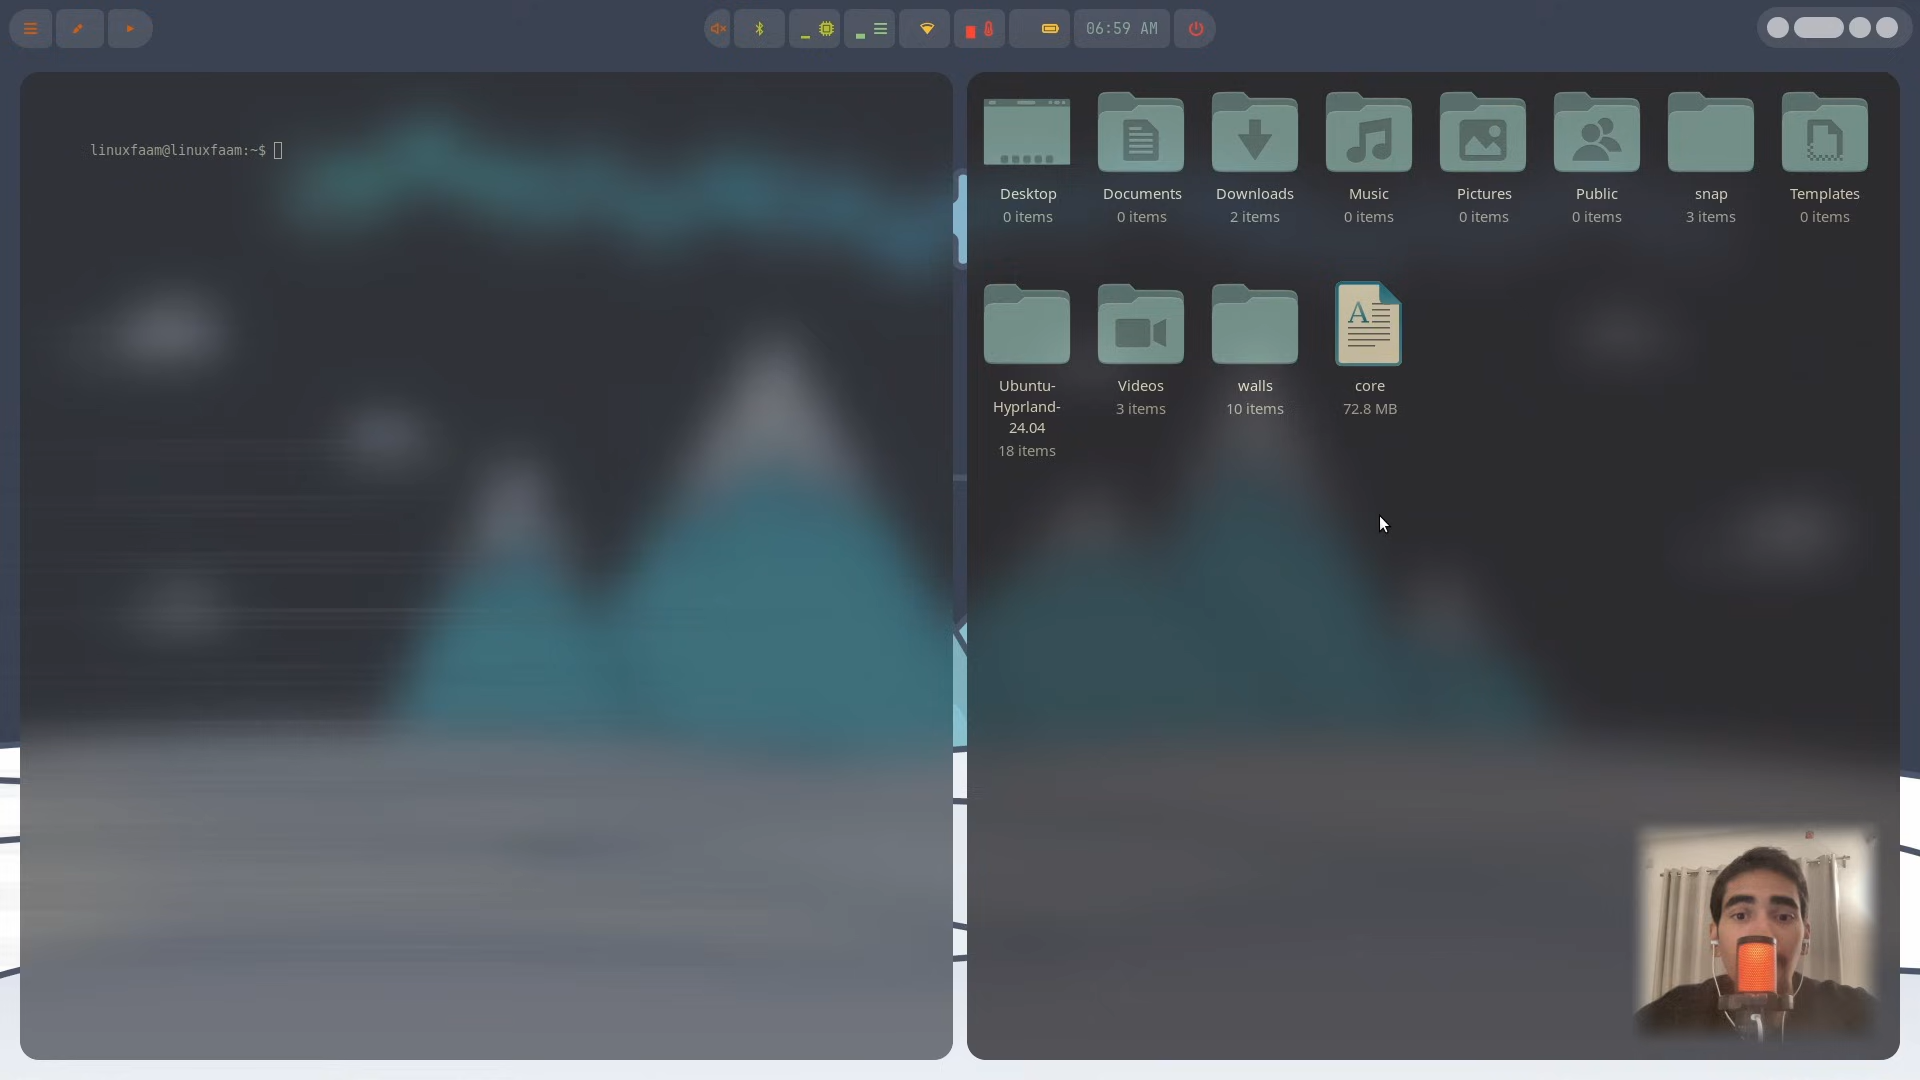 06:59 AM
linuxfaam@linuxfaam:~$
Desktop
0 items
Documents
0 items
Downloads
2 items
Music
0 items
Pictures
0 items
Public
0 items
snap
3 items
Templates
0 items
Ubuntu-
Hyprland-
24.04
18 items
Videos
3 items
walls
10 items
A
core
72.8 MB